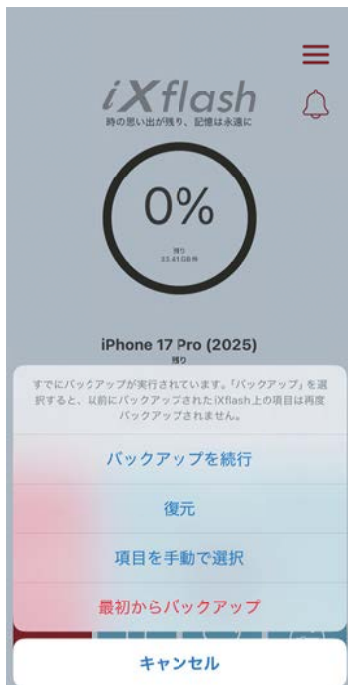 iXflash
時の思い出が残り、記憶は永遠に
0%
残り
33.41GB件
iPhone 17 Pro (2025)
残り
すでにバックアップが実行されています。「バックアップ」を選
択すると、以前にバックアップされたiXflash上の項目は再度
バックアップされません。
バックアップを続行
復元
項目を手動で選択
最初からバックアップ
キャンセル